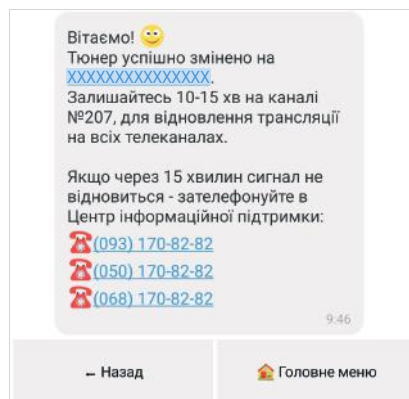 Вітаємо! 🙂
Тюнер успішно змінено на
XXXXXXXXXXXXXXX.
Залишайтесь 10-15 хв на каналі
№207, для відновлення трансляції
на всіх телеканалах.
Якщо через 15 хвилин сигнал не
відновиться - зателефонуйте в
Центр інформаційної підтримки:
☎(093) 170-82-82
☎(050) 170-82-82
☎(068) 170-82-82
9:46
← Назад
🏠 Головне меню